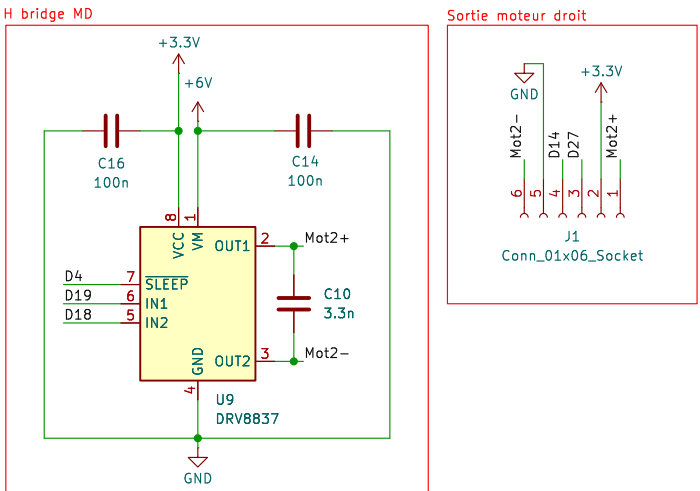 H bridge MD
+3.3V
+6V
C16
100n
C14
100n
8
1
VCC
VM
OUT1
2
Mot2+
D4
7
SLEEP
D19
6
IN1
D18
5
IN2
C10
3.3n
GND
OUT2
3
Mot2-
4
U9
DRV8837
GND
Sortie moteur droit
+3.3V
GND
Mot2-
D14
D27
Mot2+
6
5
4
3
2
1
J1
Conn_01x06_Socket